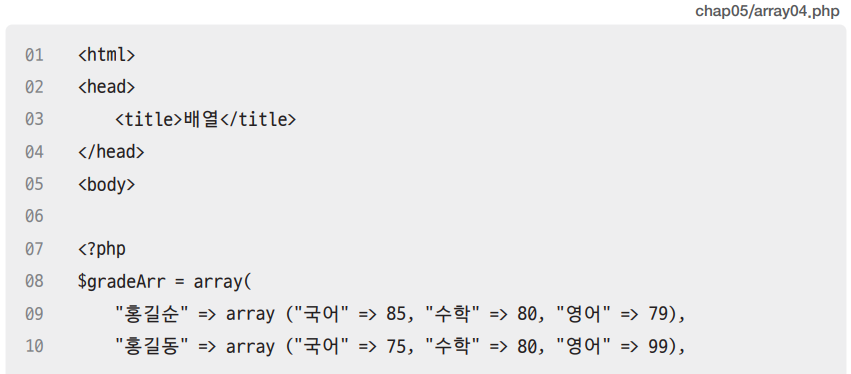 chap05/array04.php
01 <html>
02 <head>
03 <title>배열</title>
04 </head>
05 <body>
06
07 <?php
08 $gradeArr = array(
09 "홍길순" => array ("국어" => 85, "수학" => 80, "영어" => 79),
10 "홍길동" => array ("국어" => 75, "수학" => 80, "영어" => 99),